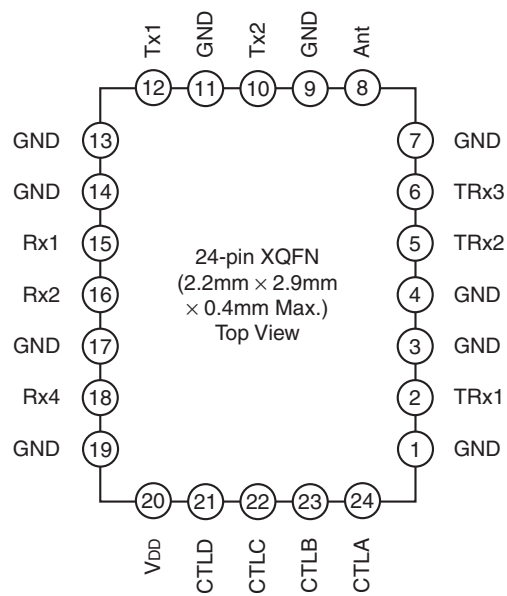 Tx1 GND Tx2 GND Ant
12 11 10 9 8
GND 13 7 GND
GND 14 6 TRx3
Rx1 15 5 TRx2
24-pin XQFN
(2.2mm × 2.9mm
× 0.4mm Max.)
Top View
Rx2 16 4 GND
GND 17 3 GND
Rx4 18 2 TRx1
GND 19 1 GND
20 21 22 23 24
VDD CTLD CTLC CTLB CTLA